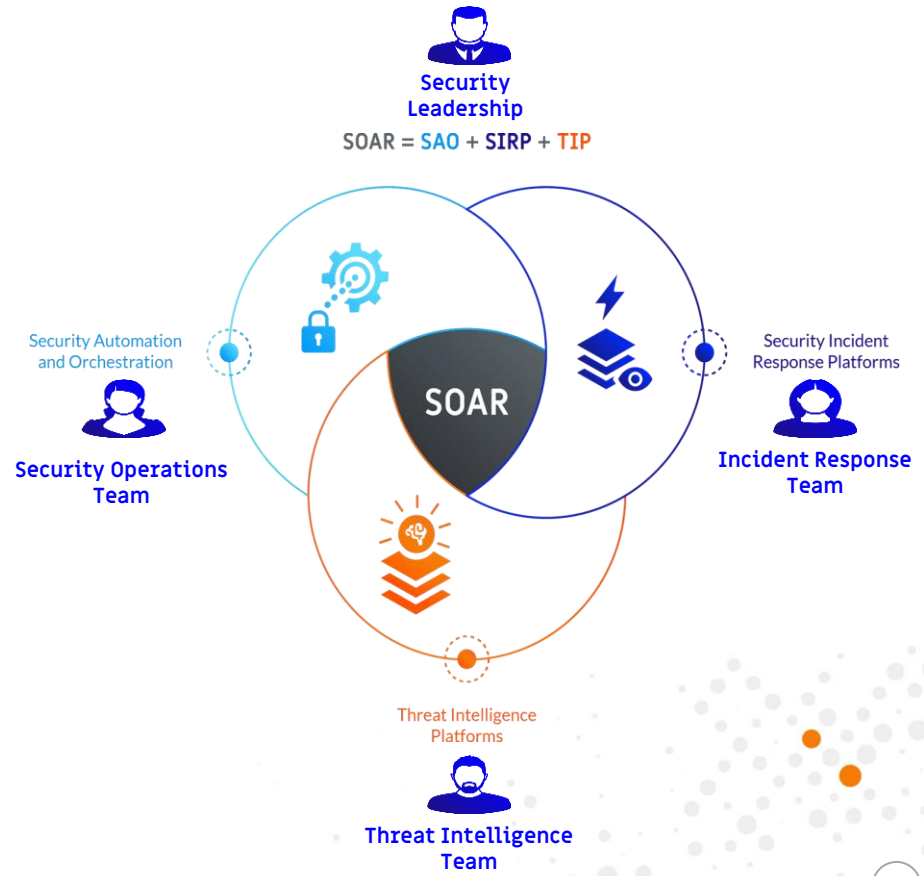 Security
Leadership
SOAR = SAO + SIRP + TIP
Security Automation
and Orchestration
Security Operations
Team
SOAR
Security Incident
Response Platforms
Incident Response
Team
Threat Intelligence
Platforms
Threat Intelligence
Team